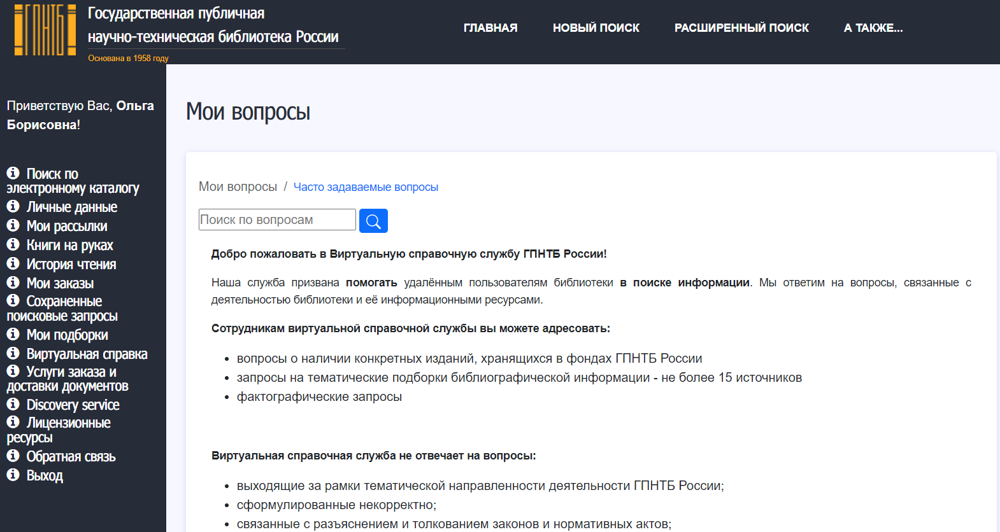 ГПНТБ
Государственная публичная
научно-техническая библиотека России
Основана в 1958 году
ГЛАВНАЯ
НОВЫЙ ПОИСК
РАСШИРЕННЫЙ ПОИСК
А ТАКЖЕ...
Приветствую Вас, Ольга
Борисовна!
Поиск по
электронному каталогу
Личные данные
Мои рассылки
Книги на руках
История чтения
Мои заказы
Сохраненные
поисковые запросы
Мои подборки
Виртуальная справка
Услуги заказа и
доставки документов
Discovery service
Лицензионные
ресурсы
Обратная связь
Выход
Мои вопросы
Мои вопросы / Часто задаваемые вопросы
Поиск по вопросам
Добро пожаловать в Виртуальную справочную службу ГПНТБ России!
Наша служба призвана помогать удалённым пользователям библиотеки в поиске информации. Мы ответим на вопросы, связанные с
деятельностью библиотеки и её информационными ресурсами.
Сотрудникам виртуальной справочной службы вы можете адресовать:
• вопросы о наличии конкретных изданий, хранящихся в фондах ГПНТБ России
• запросы на тематические подборки библиографической информации - не более 15 источников
• фактографические запросы
Виртуальная справочная служба не отвечает на вопросы:
• выходящие за рамки тематической направленности деятельности ГПНТБ России;
• сформулированные некорректно;
• связанные с разъяснением и толкованием законов и нормативных актов;